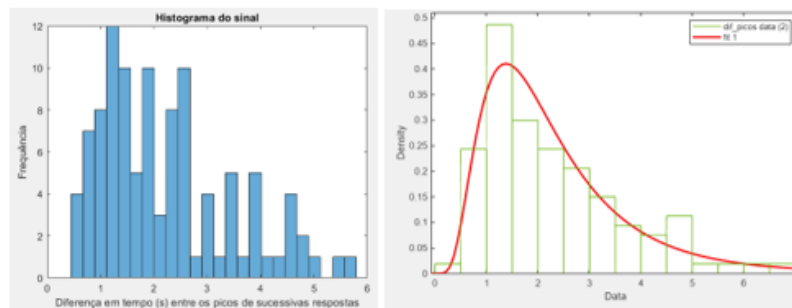 Histograma do sinal
12
10
8
6
4
2
0
Frequência
0 1 2 3 4 5 6
Diferença em tempo (s) entre os picos de sucessivas respostas
0.5
0.45
0.4
0.35
0.3
0.25
0.2
0.15
0.1
0.05
0
Density
dif_picos data (2)
fit 1
0 1 2 3 4 5 6
Data